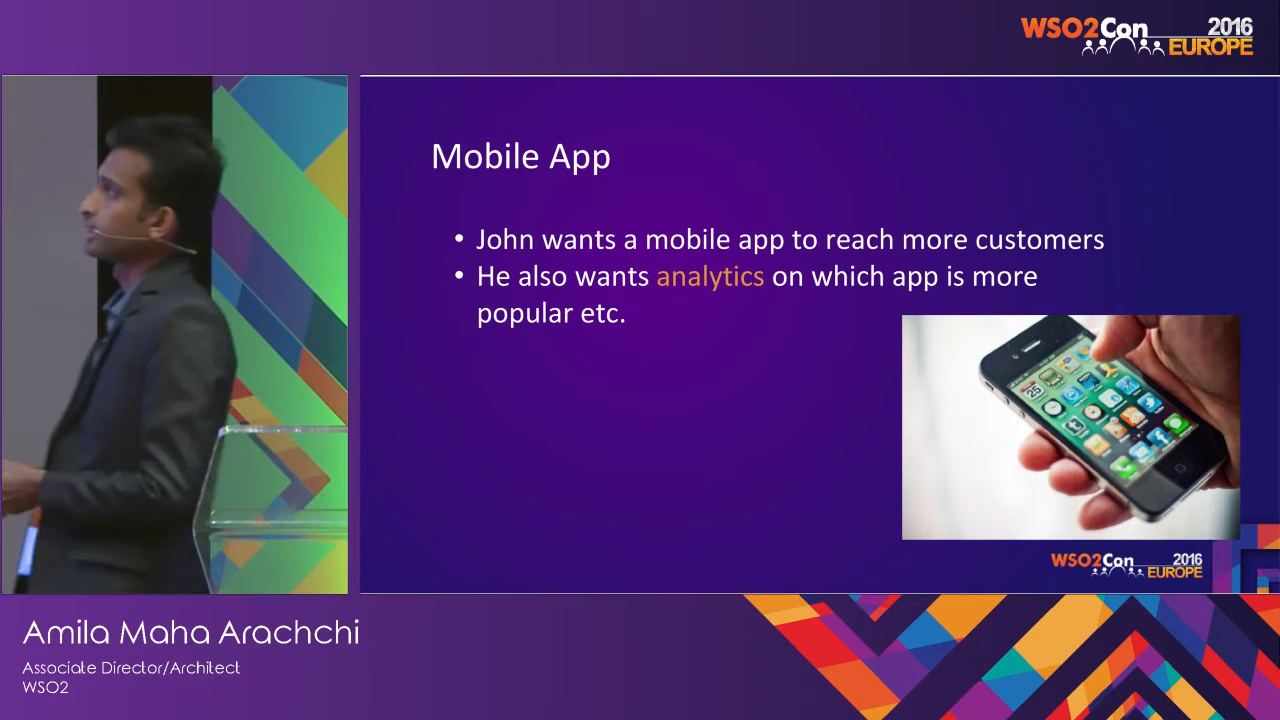 WSO2Con 2016
EUROPE
Mobile App
• John wants a mobile app to reach more customers
• He also wants analytics on which app is more
popular etc.
25
WSO2Con 2016
EUROPE
Amila Maha Arachchi
Associate Director/Architect
WSO2